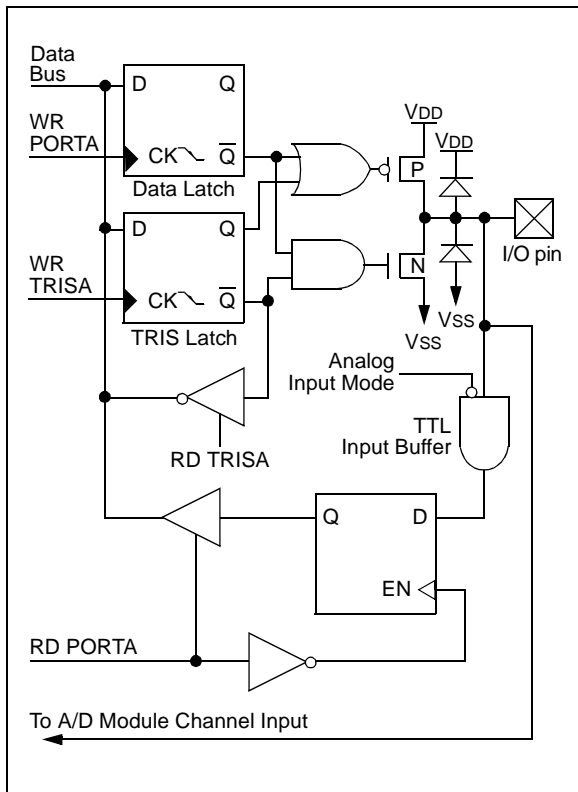 Data
Bus
D Q
VDD
WR
PORTA
VDD
CK Q
P
Data Latch
D Q
I/O pin
WR
TRISA
N
CK Q
VSS
TRIS Latch
VSS
Analog
Input Mode
TTL
Input Buffer
RD TRISA
Q D
EN
RD PORTA
To A/D Module Channel Input